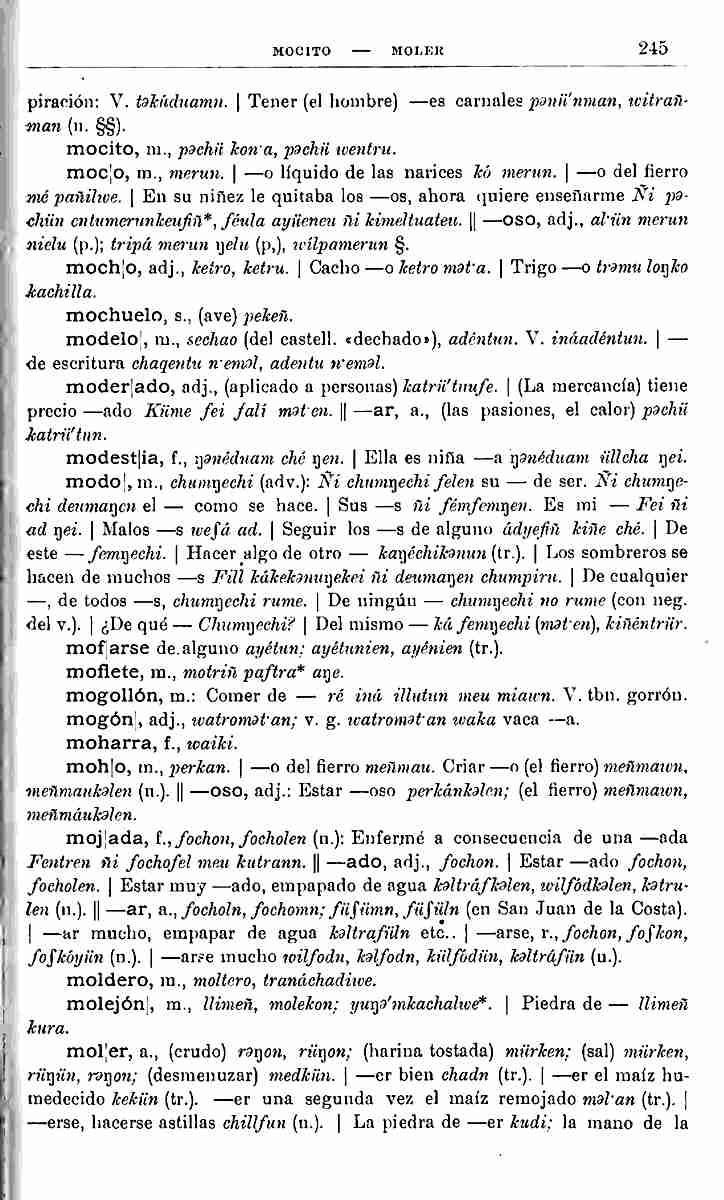 MOCITO — MOLER 245
piración: V. təkúduamn. | Tener (el hombre) —es carnales pənü'nman, witrañ-
man (n. §§).
mocito, m., pəchü kon·a, pəchü wentru.
moc|o, m., merun. | —o líquido de las narices kó merun. | —o del fierro
mé pañilwe. | En su niñez le quitaba los —os, ahora quiere enseñarme Ñi pə-
chün entumerunkeufiñ*, féula ayüeneu ñi kimeltuateu. || —oso, adj., al·ün merun
nielu (p.); tripá merun ŋelu (p,), wilpamerun §.
moch|o, adj., ketro, ketru. | Cacho —o ketro mət·a. | Trigo —o trəmu loŋko
kachilla.
mochuelo, s., (ave) pekeñ.
modelo|, m., sechao (del castell. «dechado»), adéntun. V. ináadéntun. | —
de escritura chaqentu n·eməl, adentu n·eməl.
moder|ado, adj., (aplicado a personas) katrü'tuufe. | (La mercancía) tiene
precio —ado Küme fei fali mət·en. || —ar, a., (las pasiones, el calor) pəchü
katrü'tun.
modest|ia, f., ŋənéduam ché ŋen. | Ella es niña —a ŋənéduam üllcha ŋei.
modo|, m., chumŋechi (adv.): Ñi chumŋechi felen su — de ser. Ñi chumŋe-
chi deumaŋen el — como se hace. | Sus —s ñi fémfemŋen. Es mi — Fei ñi
ad ŋei. | Malos —s weʃá ad. | Seguir los —s de alguno ádyefiñ kiñe ché. | De
este — femŋechi. | Hacer algo de otro — kaŋéchikənun (tr.). | Los sombreros se
hacen de muchos —s Fill kákekənuŋekei ñi deumaŋen chumpiru. | De cualquier
—, de todos —s, chumŋechi rume. | De ningún — chumŋechi no rume (con neg.
del v.). | ¿De qué — Chumŋechi? | Del mismo — ká femŋechi (mət·en), kiñéntrür.
mof|arse de alguno ayétun; ayétunien, ayénien (tr.).
moflete, m., motriñ paftra* aŋe.
mogollón, m.: Comer de — ré iná illutun meu miawn. V. tbn. gorrón.
mogón|, adj., watromət·an; v. g. watromət·an waka vaca —a.
moharra, f., waiki.
moh|o, m., perkan. | —o del fierro meñmau. Criar —o (el fierro) meñmawn,
meñmaukəlen (n.). || —oso, adj.: Estar —oso perkánkəlen; (el fierro) meñmawn,
meñmáukəlen.
moj|ada, f., fochon, focholen (n.): Enfermé a consecuencia de una —ada
Fentren ñi fochofel meu kutrann. || —ado, adj., fochon. | Estar —ado fochon,
focholen. | Estar muy —ado, empapado de agua kəltráfkəlen, wilfódkəlen, kətru-
len (n.). || —ar, a., focholn, fochomn; füʃümn, füʃüln (en San Juan de la Costa).
| —ar mucho, empapar de agua kəltrafüln etc.. | —arse, r., fochon, foʃkon,
foʃkóyün (n.). | —arse mucho wilfodn, kəlfodn, külfódün, kəltráfün (n.).
moldero, m., moltero, tranáchadiwe.
molejón|, m., llimeñ, molekon; yuŋə'mkachalwe*. | Piedra de — llimeñ
kura.
mol|er, a., (crudo) rəŋon, rüŋon; (harina tostada) mürken; (sal) mürken,
rüŋün, rəŋon; (desmenuzar) medkün. | —er bien chadn (tr.). | —er el maíz hu-
medecido kekün (tr.). —er una segunda vez el maíz remojado məl·an (tr.). |
—erse, hacerse astillas chillfun (n.). | La piedra de —er kudi; la mano de la